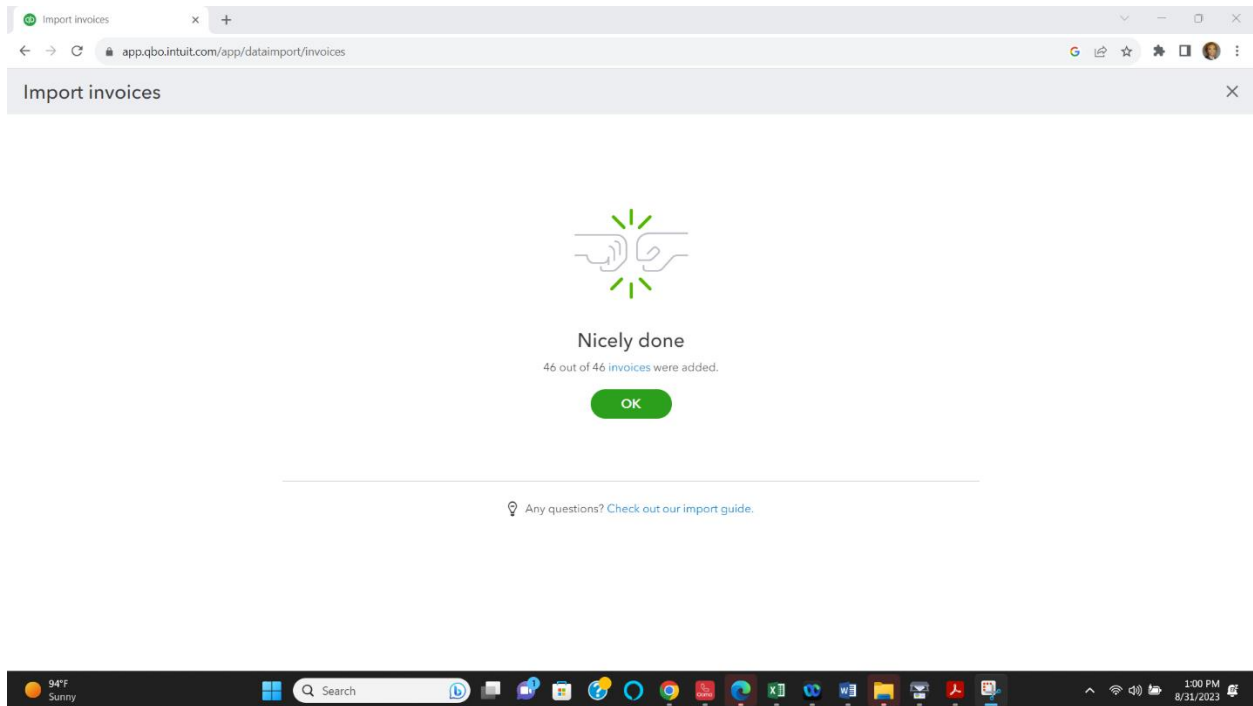 Import invoices
app.qbo.intuit.com/app/dataimport/invoices
Import invoices
Nicely done
46 out of 46 invoices were added.
OK
Any questions? Check out our import guide.
94°F
Sunny
Search
1:00 PM
8/31/2023